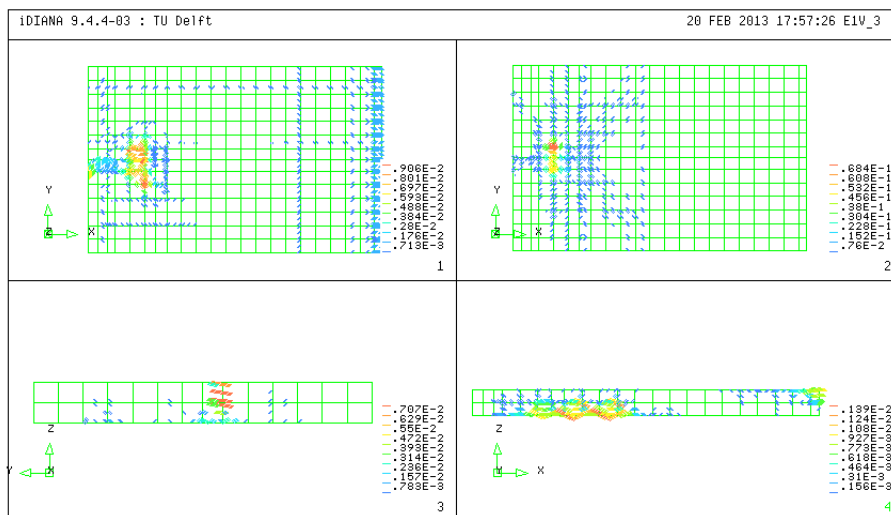 iDIANA 9.4.4-03 : TU Delft 20 FEB 2013 17:57:26 E1V_3
.906E-2
.801E-2
.697E-2
.593E-2
.488E-2
.384E-2
.28E-2
.176E-2
.713E-3
Y
Z X
1
.684E-1
.608E-1
.532E-1
.456E-1
.38E-1
.304E-1
.228E-1
.152E-1
.76E-2
Y
Z X
2
.707E-2
.629E-2
.55E-2
.472E-2
.393E-2
.314E-2
.236E-2
.157E-2
.783E-3
Z
Y X
3
.139E-2
.124E-2
.108E-2
.927E-3
.773E-3
.618E-3
.464E-3
.31E-3
.156E-3
Z
Y X
4